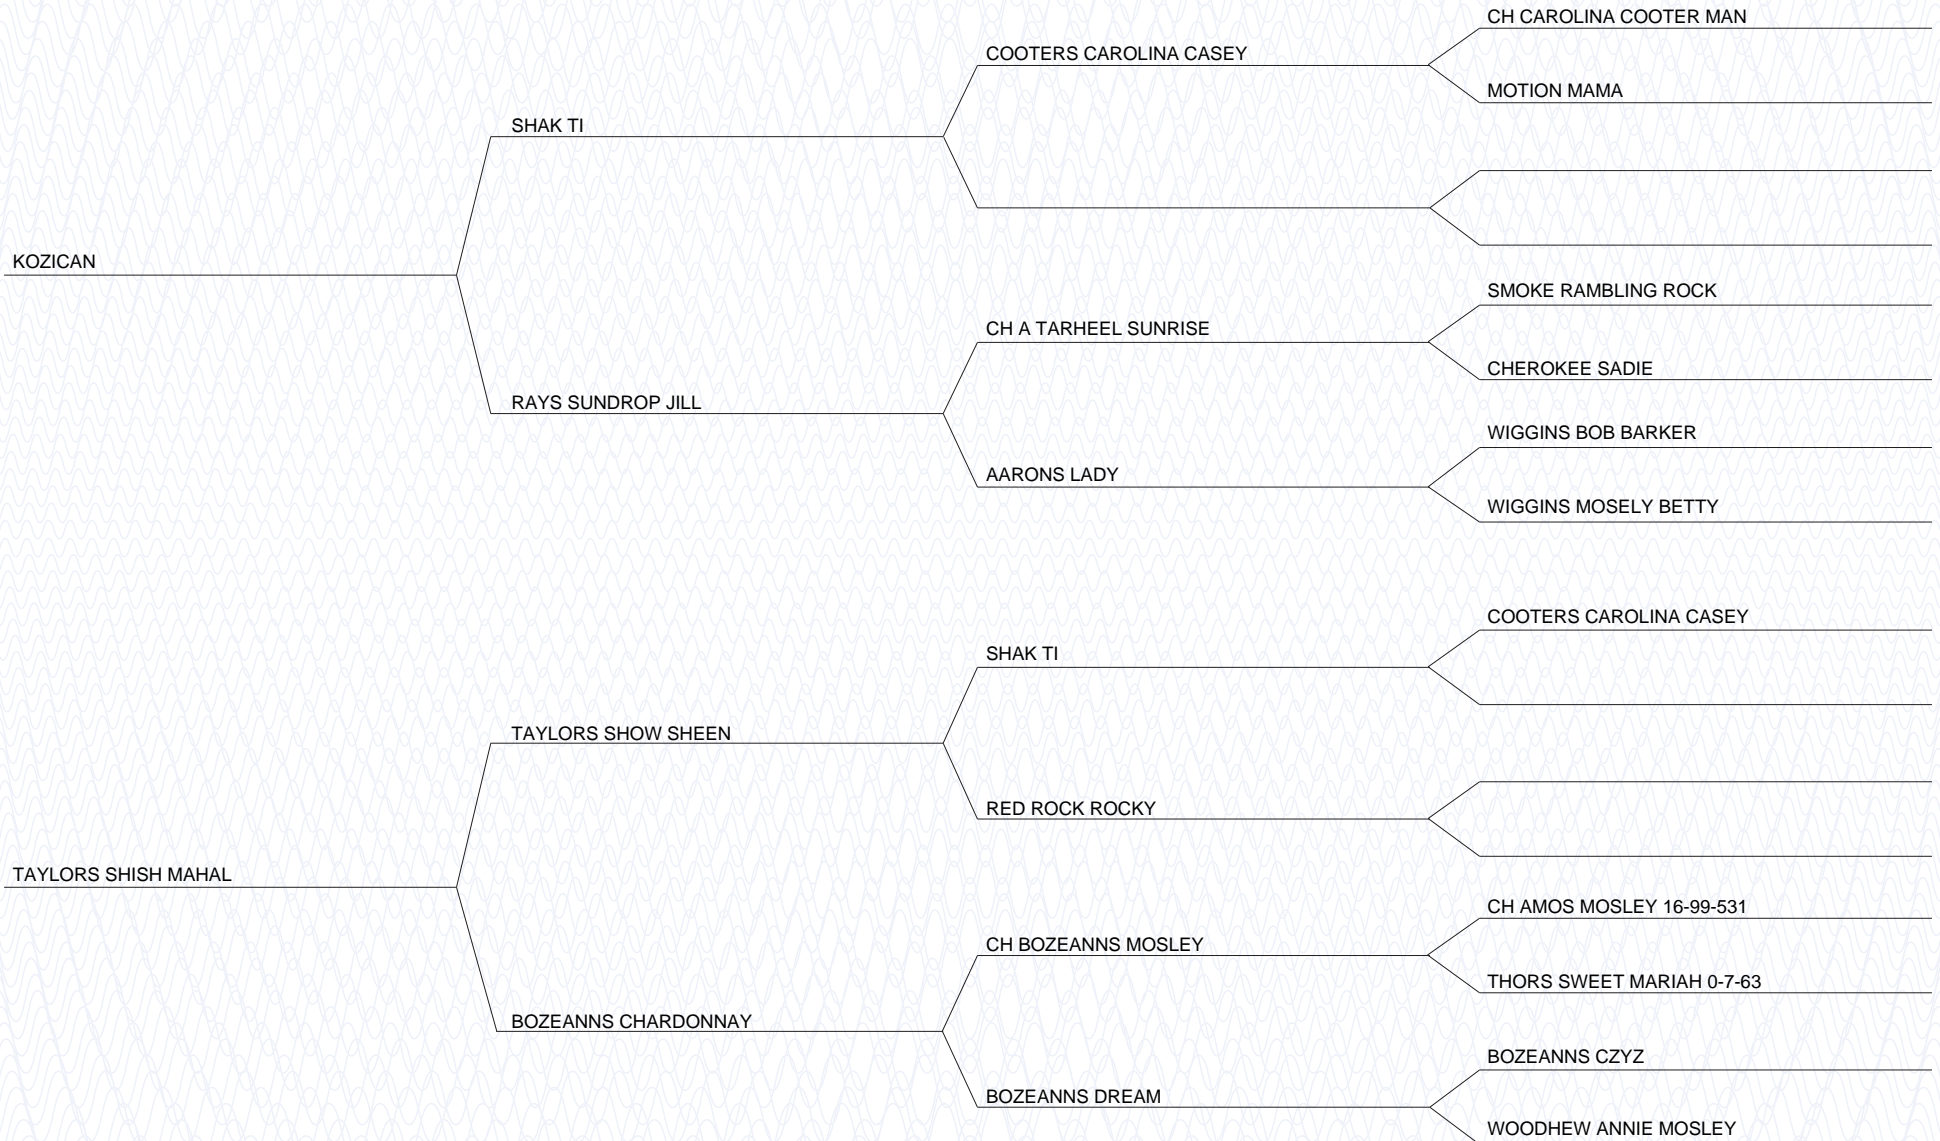 CH CAROLINA COOTER MAN
COOTERS CAROLINA CASEY
MOTION MAMA
SHAK TI
KOZICAN
SMOKE RAMBLING ROCK
CH A TARHEEL SUNRISE
CHEROKEE SADIE
RAYS SUNDROP JILL
WIGGINS BOB BARKER
AARONS LADY
WIGGINS MOSELY BETTY
COOTERS CAROLINA CASEY
SHAK TI
TAYLORS SHOW SHEEN
RED ROCK ROCKY
TAYLORS SHISH MAHAL
CH AMOS MOSLEY 16-99-531
CH BOZEANNS MOSLEY
THORS SWEET MARIAH 0-7-63
BOZEANNS CHARDONNAY
BOZEANNS CZYZ
BOZEANNS DREAM
WOODHEW ANNIE MOSLEY